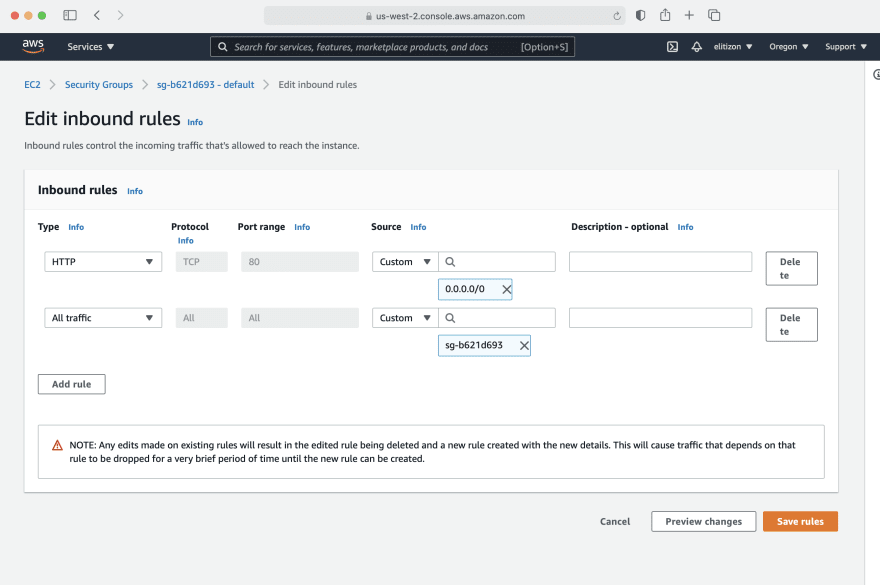 us-west-2.console.aws.amazon.com
aws
Services
Search for services, features, marketplace products, and docs [Option+S]
elitizon
Oregon
Support
EC2 > Security Groups > sg-b621d693 - default > Edit inbound rules
Edit inbound rules Info
Inbound rules control the incoming traffic that's allowed to reach the instance.
Inbound rules Info
Type Info
Protocol
Info
Port range Info
Source Info
Description - optional Info
HTTP
TCP
80
Custom
0.0.0.0/0
Dele
te
All traffic
All
All
Custom
sg-b621d693
Dele
te
Add rule
NOTE: Any edits made on existing rules will result in the edited rule being deleted and a new rule created with the new details. This will cause traffic that depends on that
rule to be dropped for a very brief period of time until the new rule can be created.
Cancel
Preview changes
Save rules